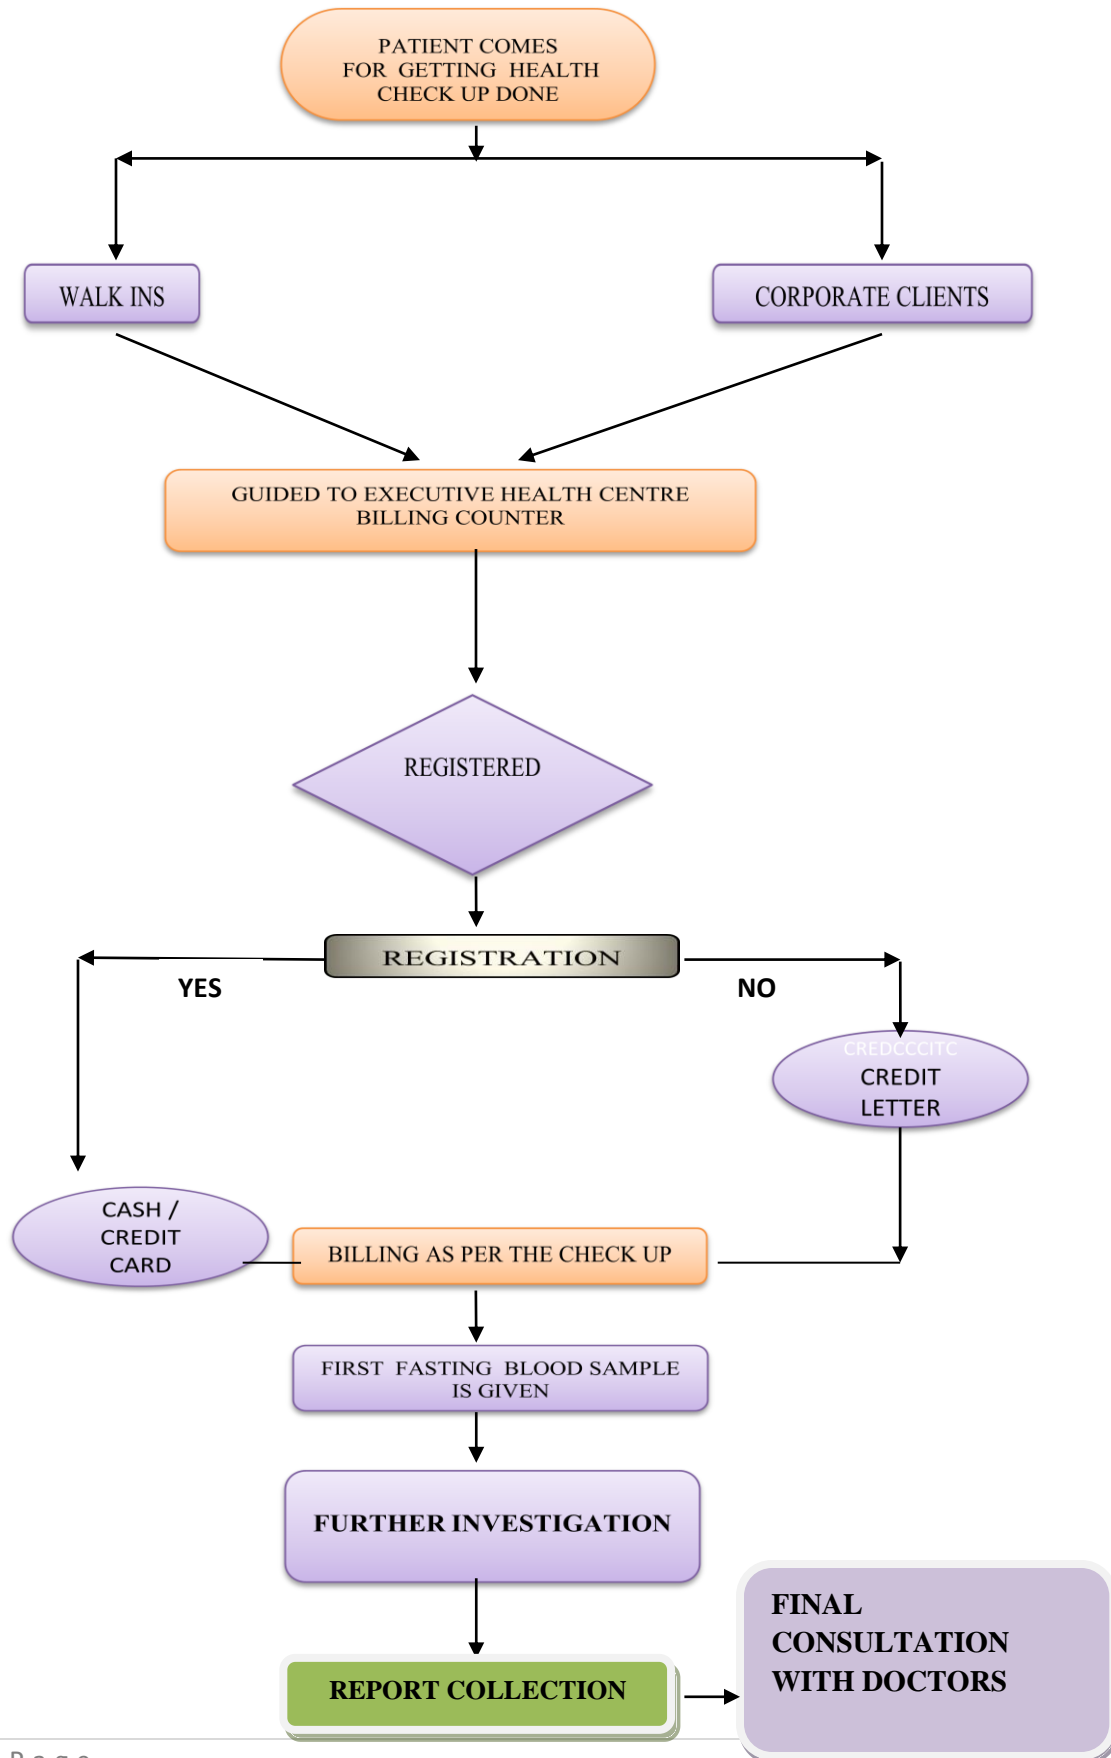 PATIENT COMES
FOR GETTING HEALTH
CHECK UP DONE
WALK INS
CORPORATE CLIENTS
GUIDED TO EXECUTIVE HEALTH CENTRE
BILLING COUNTER
REGISTERED
REGISTRATION
YES
NO
CREDCCCITC
CREDIT
LETTER
CASH /
CREDIT
CARD
BILLING AS PER THE CHECK UP
FIRST FASTING BLOOD SAMPLE
IS GIVEN
FURTHER INVESTIGATION
FINAL
CONSULTATION
WITH DOCTORS
REPORT COLLECTION
Page